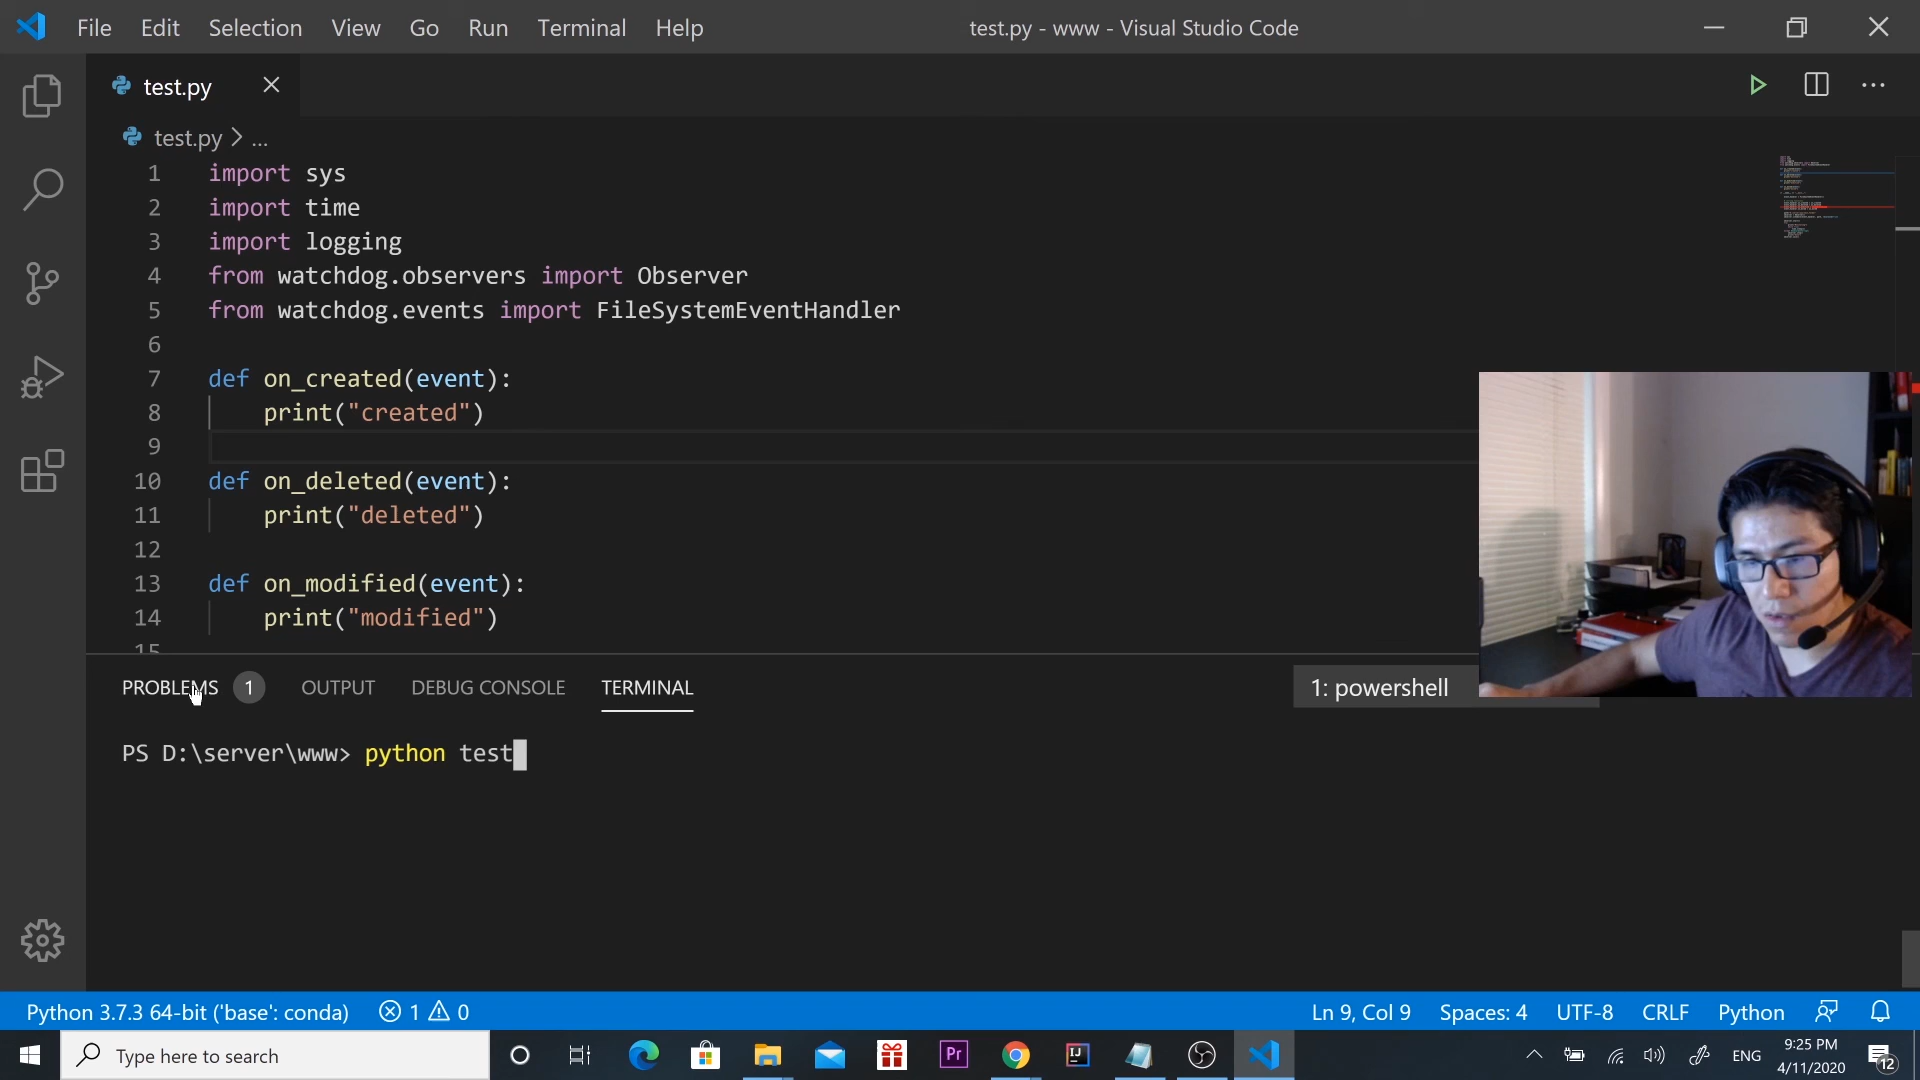 File Edit Selection View Go Run Terminal Help
test.py - www - Visual Studio Code
test.py
test.py > ...
1 import sys
2 import time
3 import logging
4 from watchdog.observers import Observer
5 from watchdog.events import FileSystemEventHandler
6
7 def on_created(event):
8 print("created")
9
10 def on_deleted(event):
11 print("deleted")
12
13 def on_modified(event):
14 print("modified")
15
PROBLEMS 1 OUTPUT DEBUG CONSOLE TERMINAL 1: powershell
PS D:\server\www> python test
Python 3.7.3 64-bit ('base': conda) 1 0 Ln 9, Col 9 Spaces: 4 UTF-8 CRLF Python
Type here to search
Pr IJ ENG 9:25 PM
4/11/2020 12